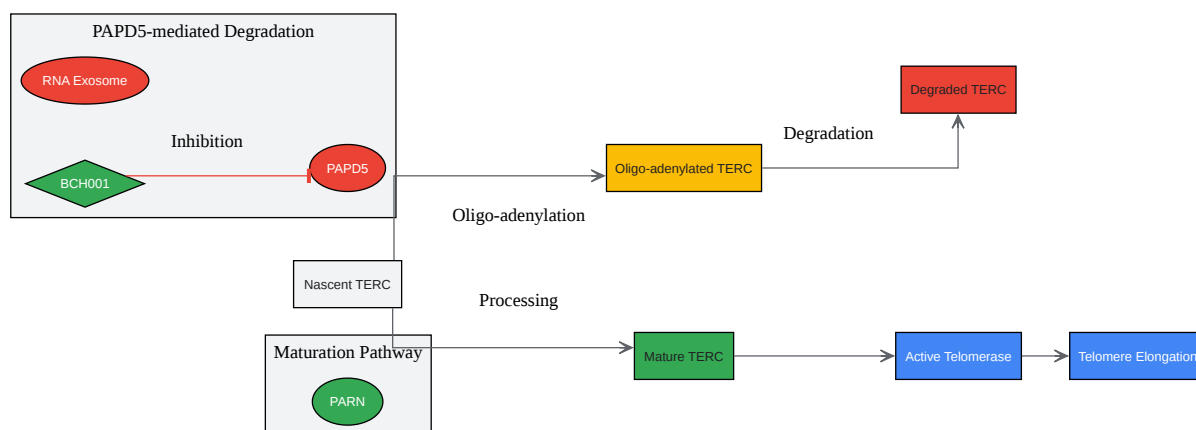 PAPD5-mediated Degradation
RNA Exosome
Inhibition
BCH001
PAPD5
Degraded TERC
Degradation
Oligo-adenylated TERC
Oligo-adenylation
Nascent TERC
Processing
Maturation Pathway
PARN
Mature TERC
Active Telomerase
Telomere Elongation